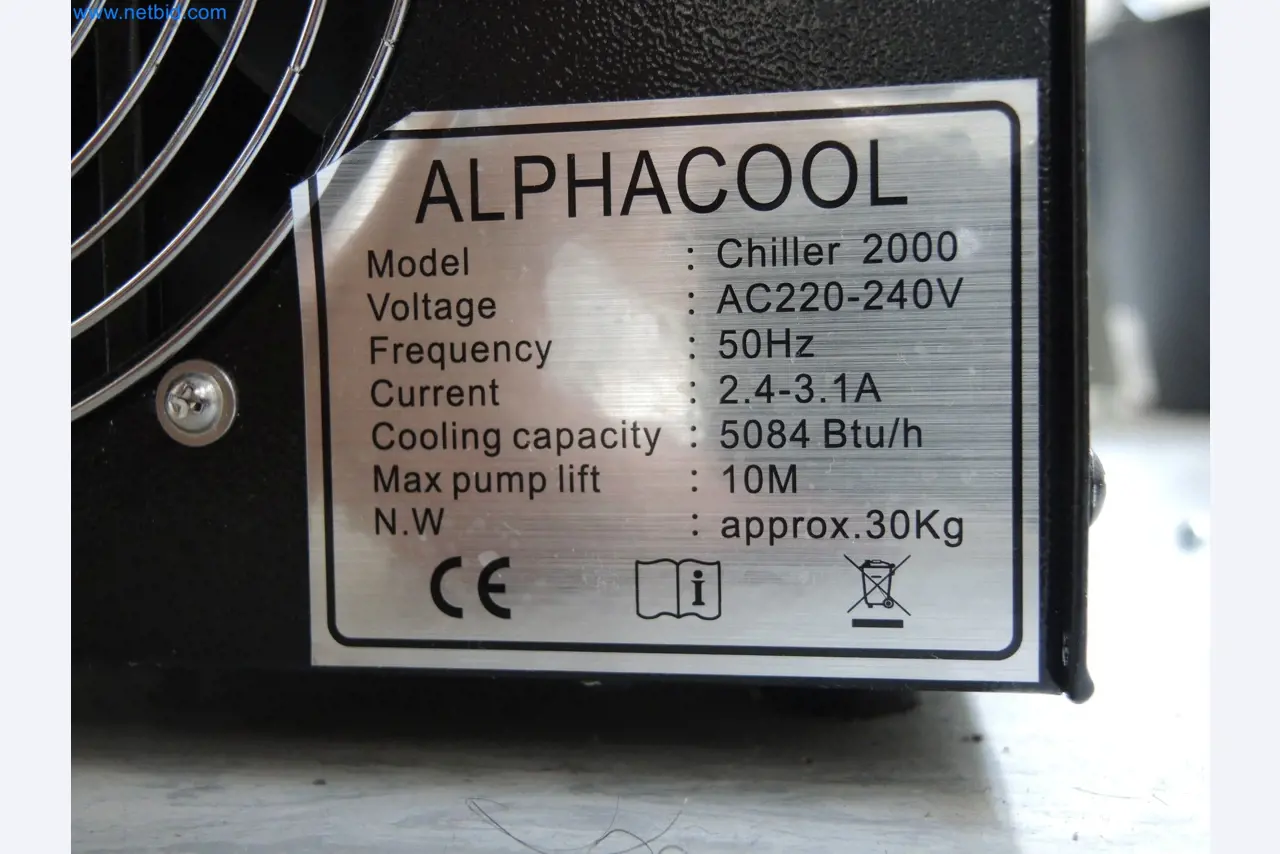 www.netbid.com
ALPHACOOL
Model : Chiller 2000
Voltage : AC220-240V
Frequency : 50Hz
Current : 2.4-3.1A
Cooling capacity : 5084 Btu/h
Max pump lift : 10M
N.W : approx.30Kg
CE i